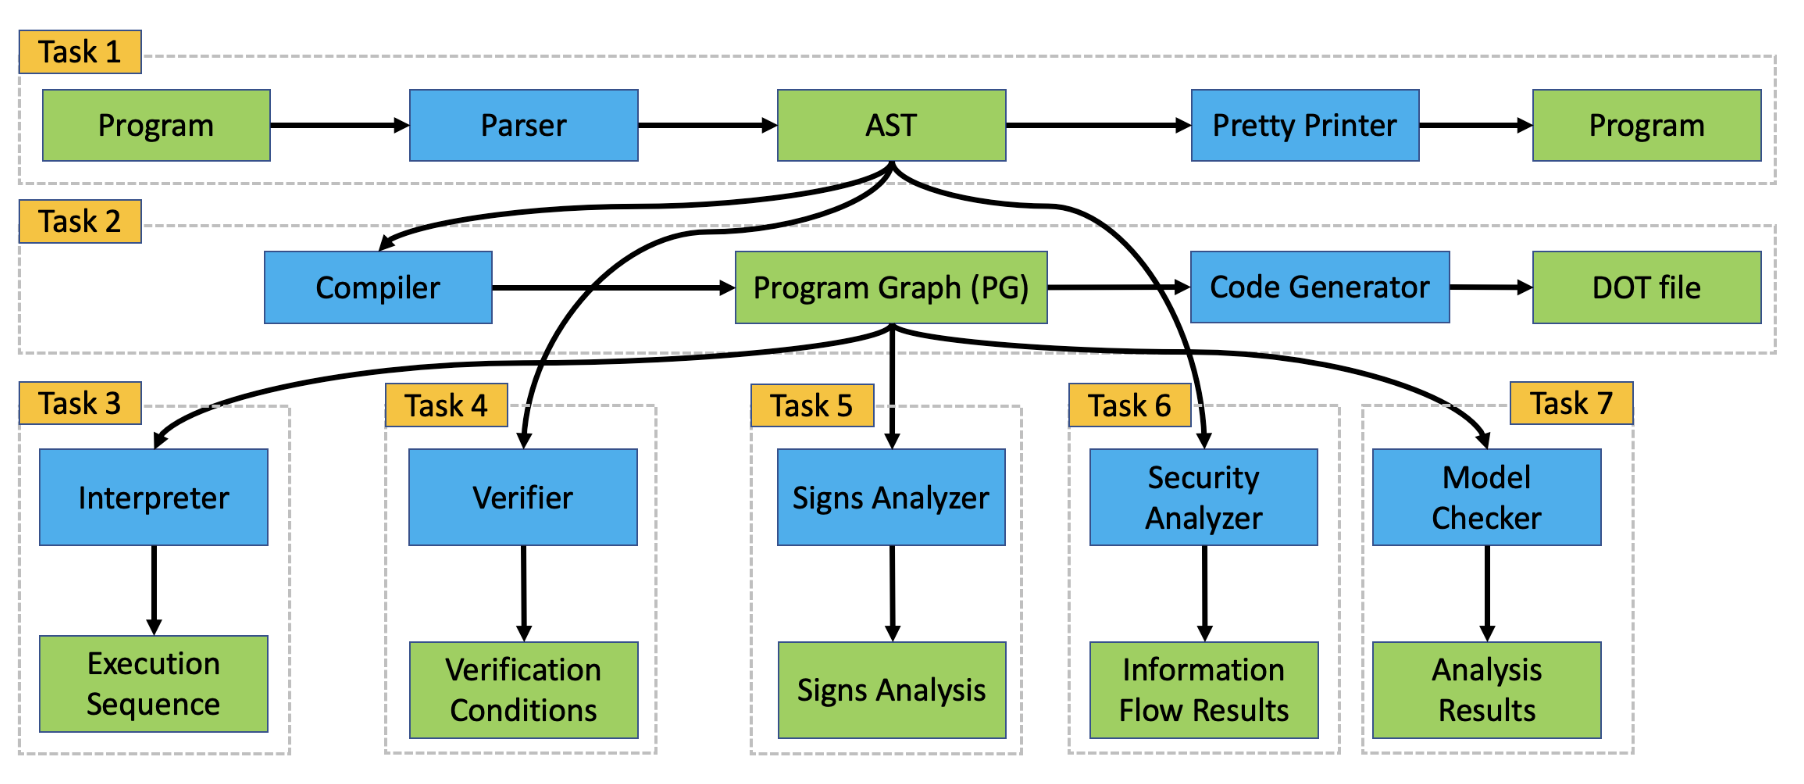 Task 1
Program
Parser
AST
Pretty Printer
Program
Task 2
Compiler
Program Graph (PG)
Code Generator
DOT file
Task 3
Interpreter
Execution
Sequence
Task 4
Verifier
Verification
Conditions
Task 5
Signs Analyzer
Signs Analysis
Task 6
Security
Analyzer
Information
Flow Results
Task 7
Model
Checker
Analysis
Results